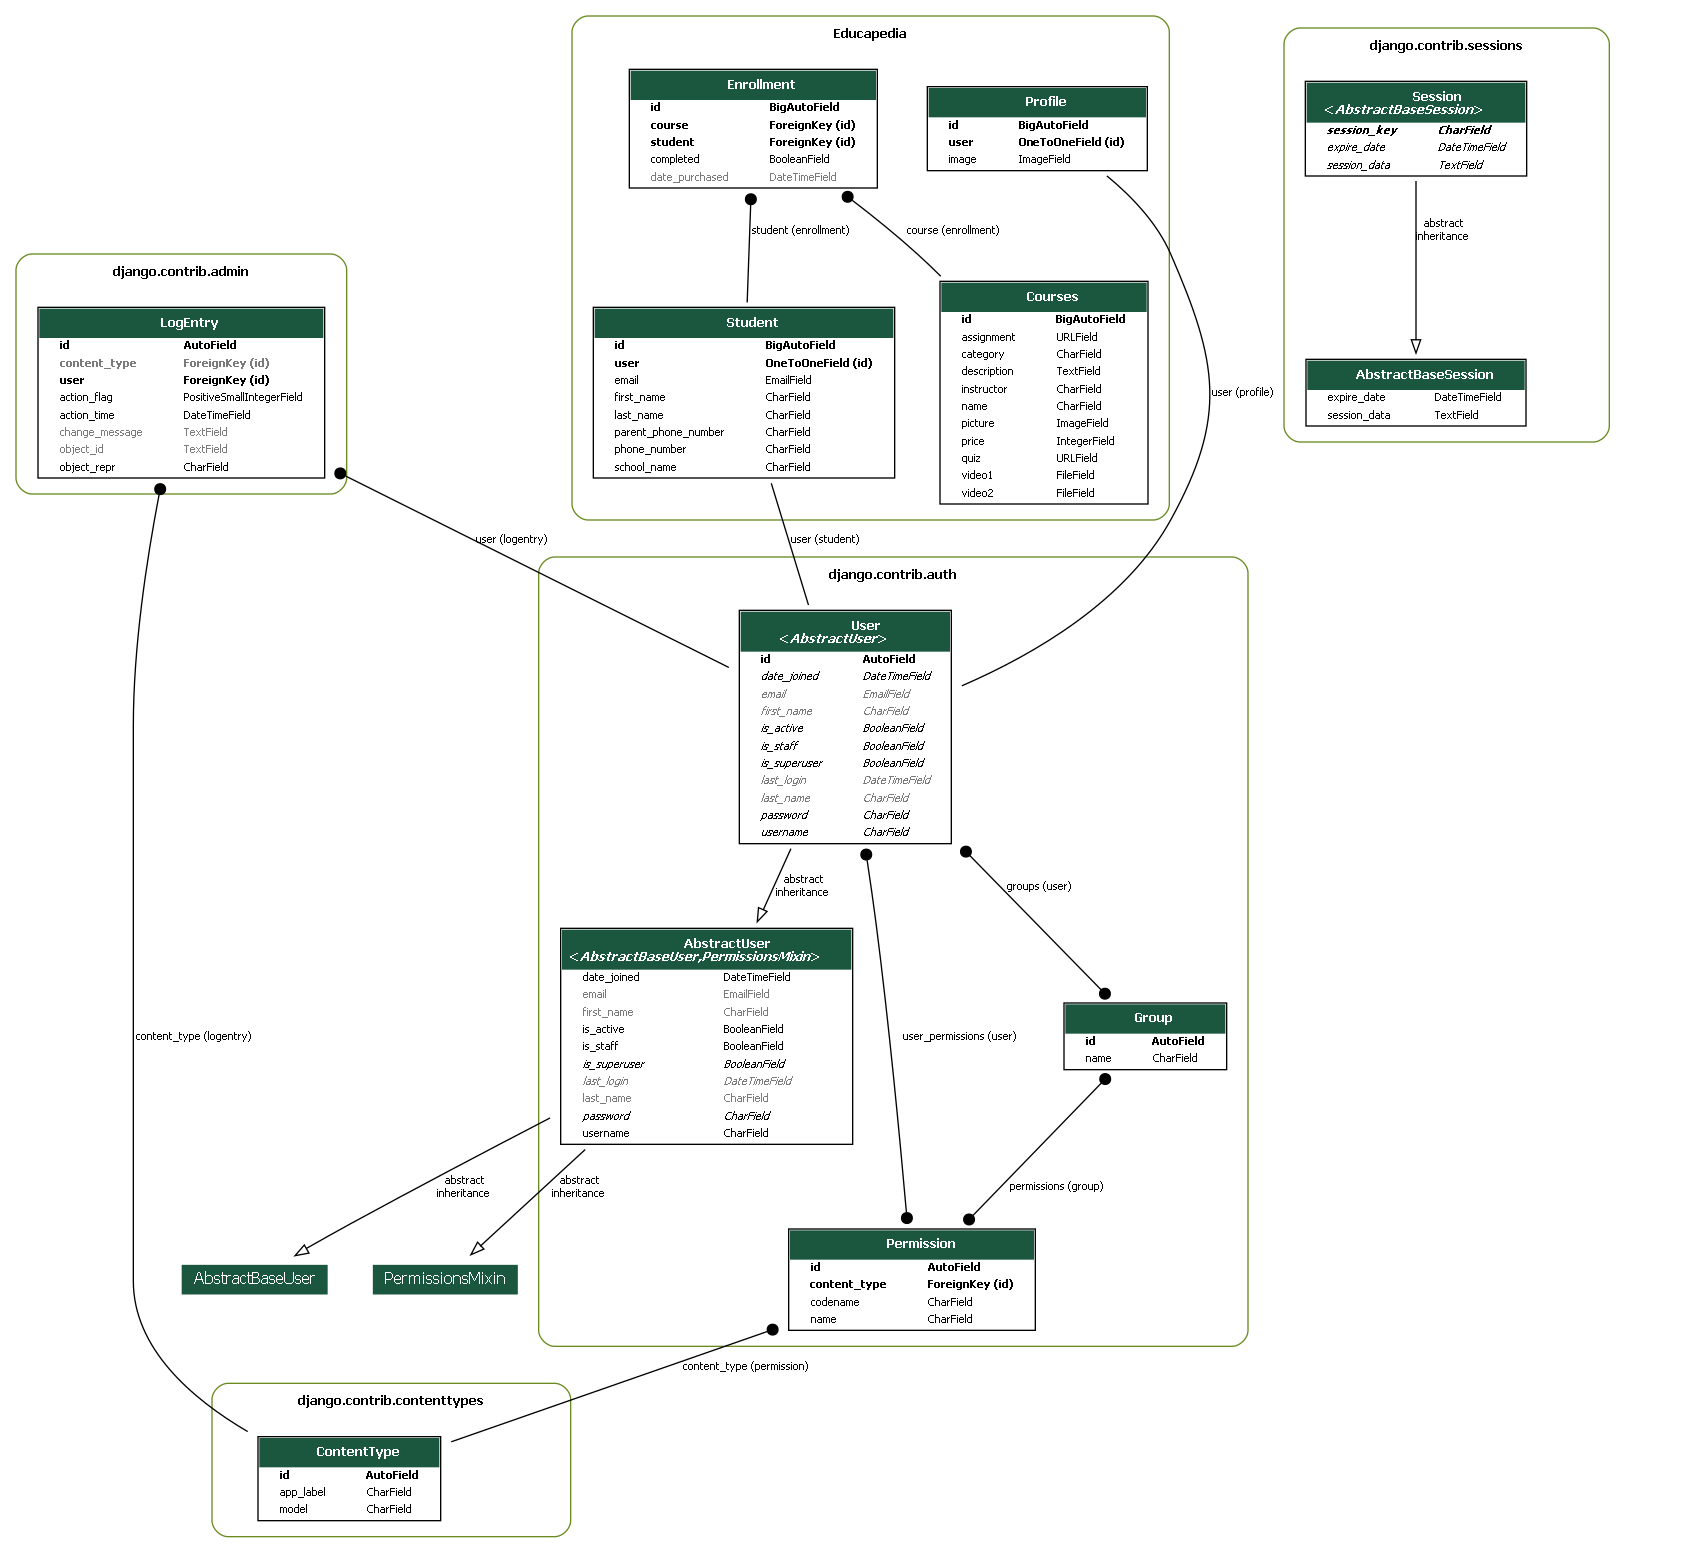 Educapedia
Enrollment
id BigAutoField
course ForeignKey (id)
student ForeignKey (id)
completed BooleanField
date_purchased DateTimeField
Profile
id BigAutoField
user OneToOneField (id)
image ImageField
student (enrollment)
course (enrollment)
Student
id BigAutoField
user OneToOneField (id)
email EmailField
first_name CharField
last_name CharField
parent_phone_number CharField
phone_number CharField
school_name CharField
Courses
id BigAutoField
assignment URLField
category CharField
description TextField
instructor CharField
name CharField
picture ImageField
price IntegerField
quiz URLField
video1 FileField
video2 FileField
user (profile)
django.contrib.sessions
Session
<AbstractBaseSession>
session_key CharField
expire_date DateTimeField
session_data TextField
abstract
inheritance
AbstractBaseSession
expire_date DateTimeField
session_data TextField
django.contrib.admin
LogEntry
id AutoField
content_type ForeignKey (id)
user ForeignKey (id)
action_flag PositiveSmallIntegerField
action_time DateTimeField
change_message TextField
object_id TextField
object_repr CharField
user (logentry)
user (student)
django.contrib.auth
User
<AbstractUser>
id AutoField
date_joined DateTimeField
email EmailField
first_name CharField
is_active BooleanField
is_staff BooleanField
is_superuser BooleanField
last_login DateTimeField
last_name CharField
password CharField
username CharField
abstract
inheritance
groups (user)
AbstractUser
<AbstractBaseUser,PermissionsMixin>
date_joined DateTimeField
email EmailField
first_name CharField
is_active BooleanField
is_staff BooleanField
is_superuser BooleanField
last_login DateTimeField
last_name CharField
password CharField
username CharField
content_type (logentry)
user_permissions (user)
Group
id AutoField
name CharField
abstract
inheritance
abstract
inheritance
permissions (group)
AbstractBaseUser
PermissionsMixin
Permission
id AutoField
content_type ForeignKey (id)
codename CharField
name CharField
content_type (permission)
django.contrib.contenttypes
ContentType
id AutoField
app_label CharField
model CharField